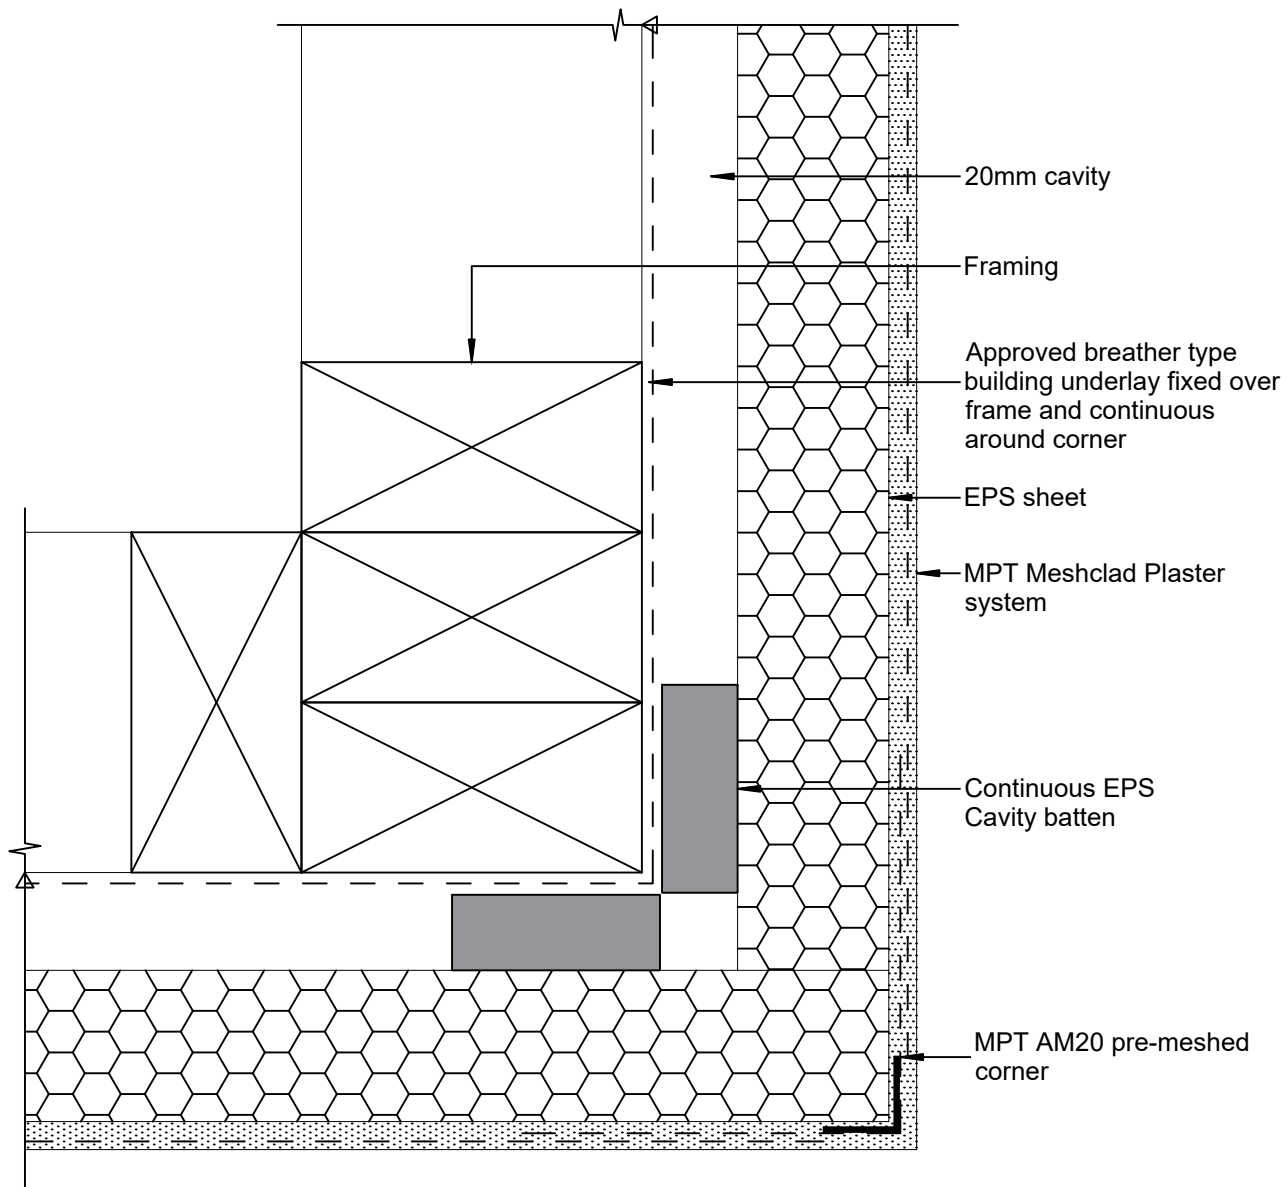 20mm cavity
Framing
Approved breather type
building underlay fixed over
frame and continuous
around corner
EPS sheet
MPT Meshclad Plaster
system
Continuous EPS
Cavity batten
MPT AM20 pre-meshed
corner